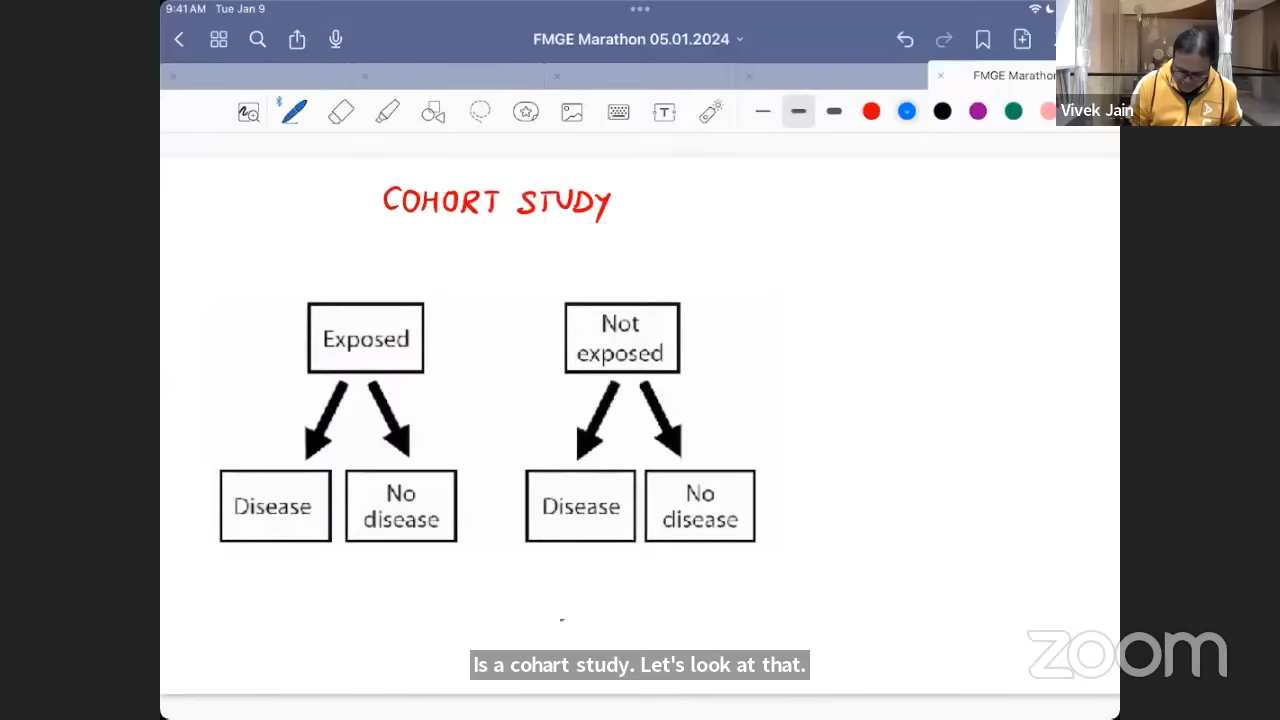 9:41 AM Tue Jan 9
FMGE Marathon 05.01.2024
FMGE Marathon
Vivek Jain
COHORT STUDY
Exposed
Not
exposed
Disease
No
disease
Disease
No
disease
Is a cohart study. Let's look at that.
zoom